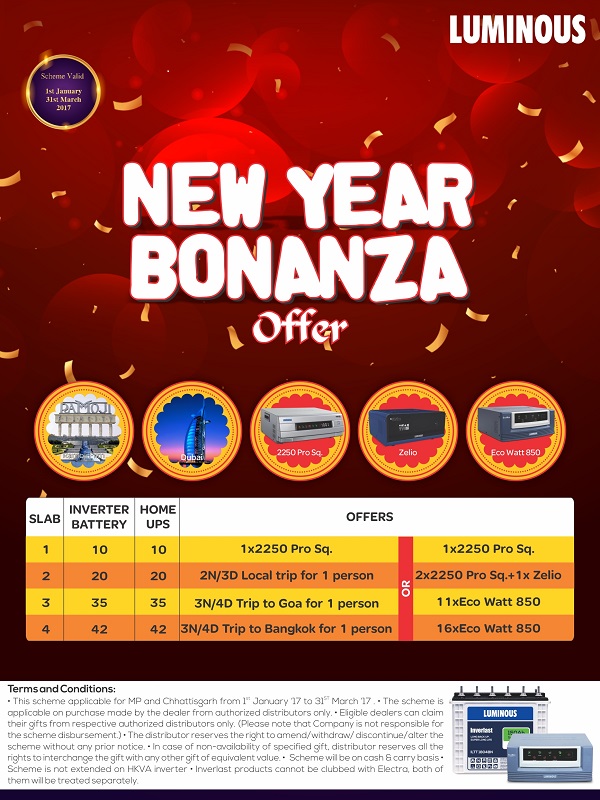 LUMINOUS
Scheme Valid
1st January
31st March
2017
NEW YEAR
BONANZA
Offer
RAMOJI
Dubai
2250 Pro Sq.
Zelio
Eco Watt 850
SLAB INVERTER BATTERY HOME UPS OFFERS
1 10 10 1x2250 Pro Sq. 1x2250 Pro Sq.
2 20 20 2N/3D Local trip for 1 person 2x2250 Pro Sq.+1x Zelio
OR
3 35 35 3N/4D Trip to Goa for 1 person 11xEco Watt 850
4 42 42 3N/4D Trip to Bangkok for 1 person 16xEco Watt 850
Terms and Conditions:
• This scheme applicable for MP and Chhattisgarh from 1st January '17 to 31ST March '17 . • The scheme is
applicable on purchase made by the dealer from authorized distributors only. • Eligible dealers can claim
their gifts from respective authorized distributors only. (Please note that Company is not responsible for
the scheme disbursement.) • The distributor reserves the right to amend/withdraw/ discontinue/alter the
scheme without any prior notice. • In case of non-availability of specified gift, distributor reserves all the
rights to interchange the gift with any other gift of equivalent value. • Scheme will be on cash & carry basis •
Scheme is not extended on HKVA inverter • Inverlast products cannot be clubbed with Electra, both of
them will be treated separately.
LUMINOUS
Inverlast